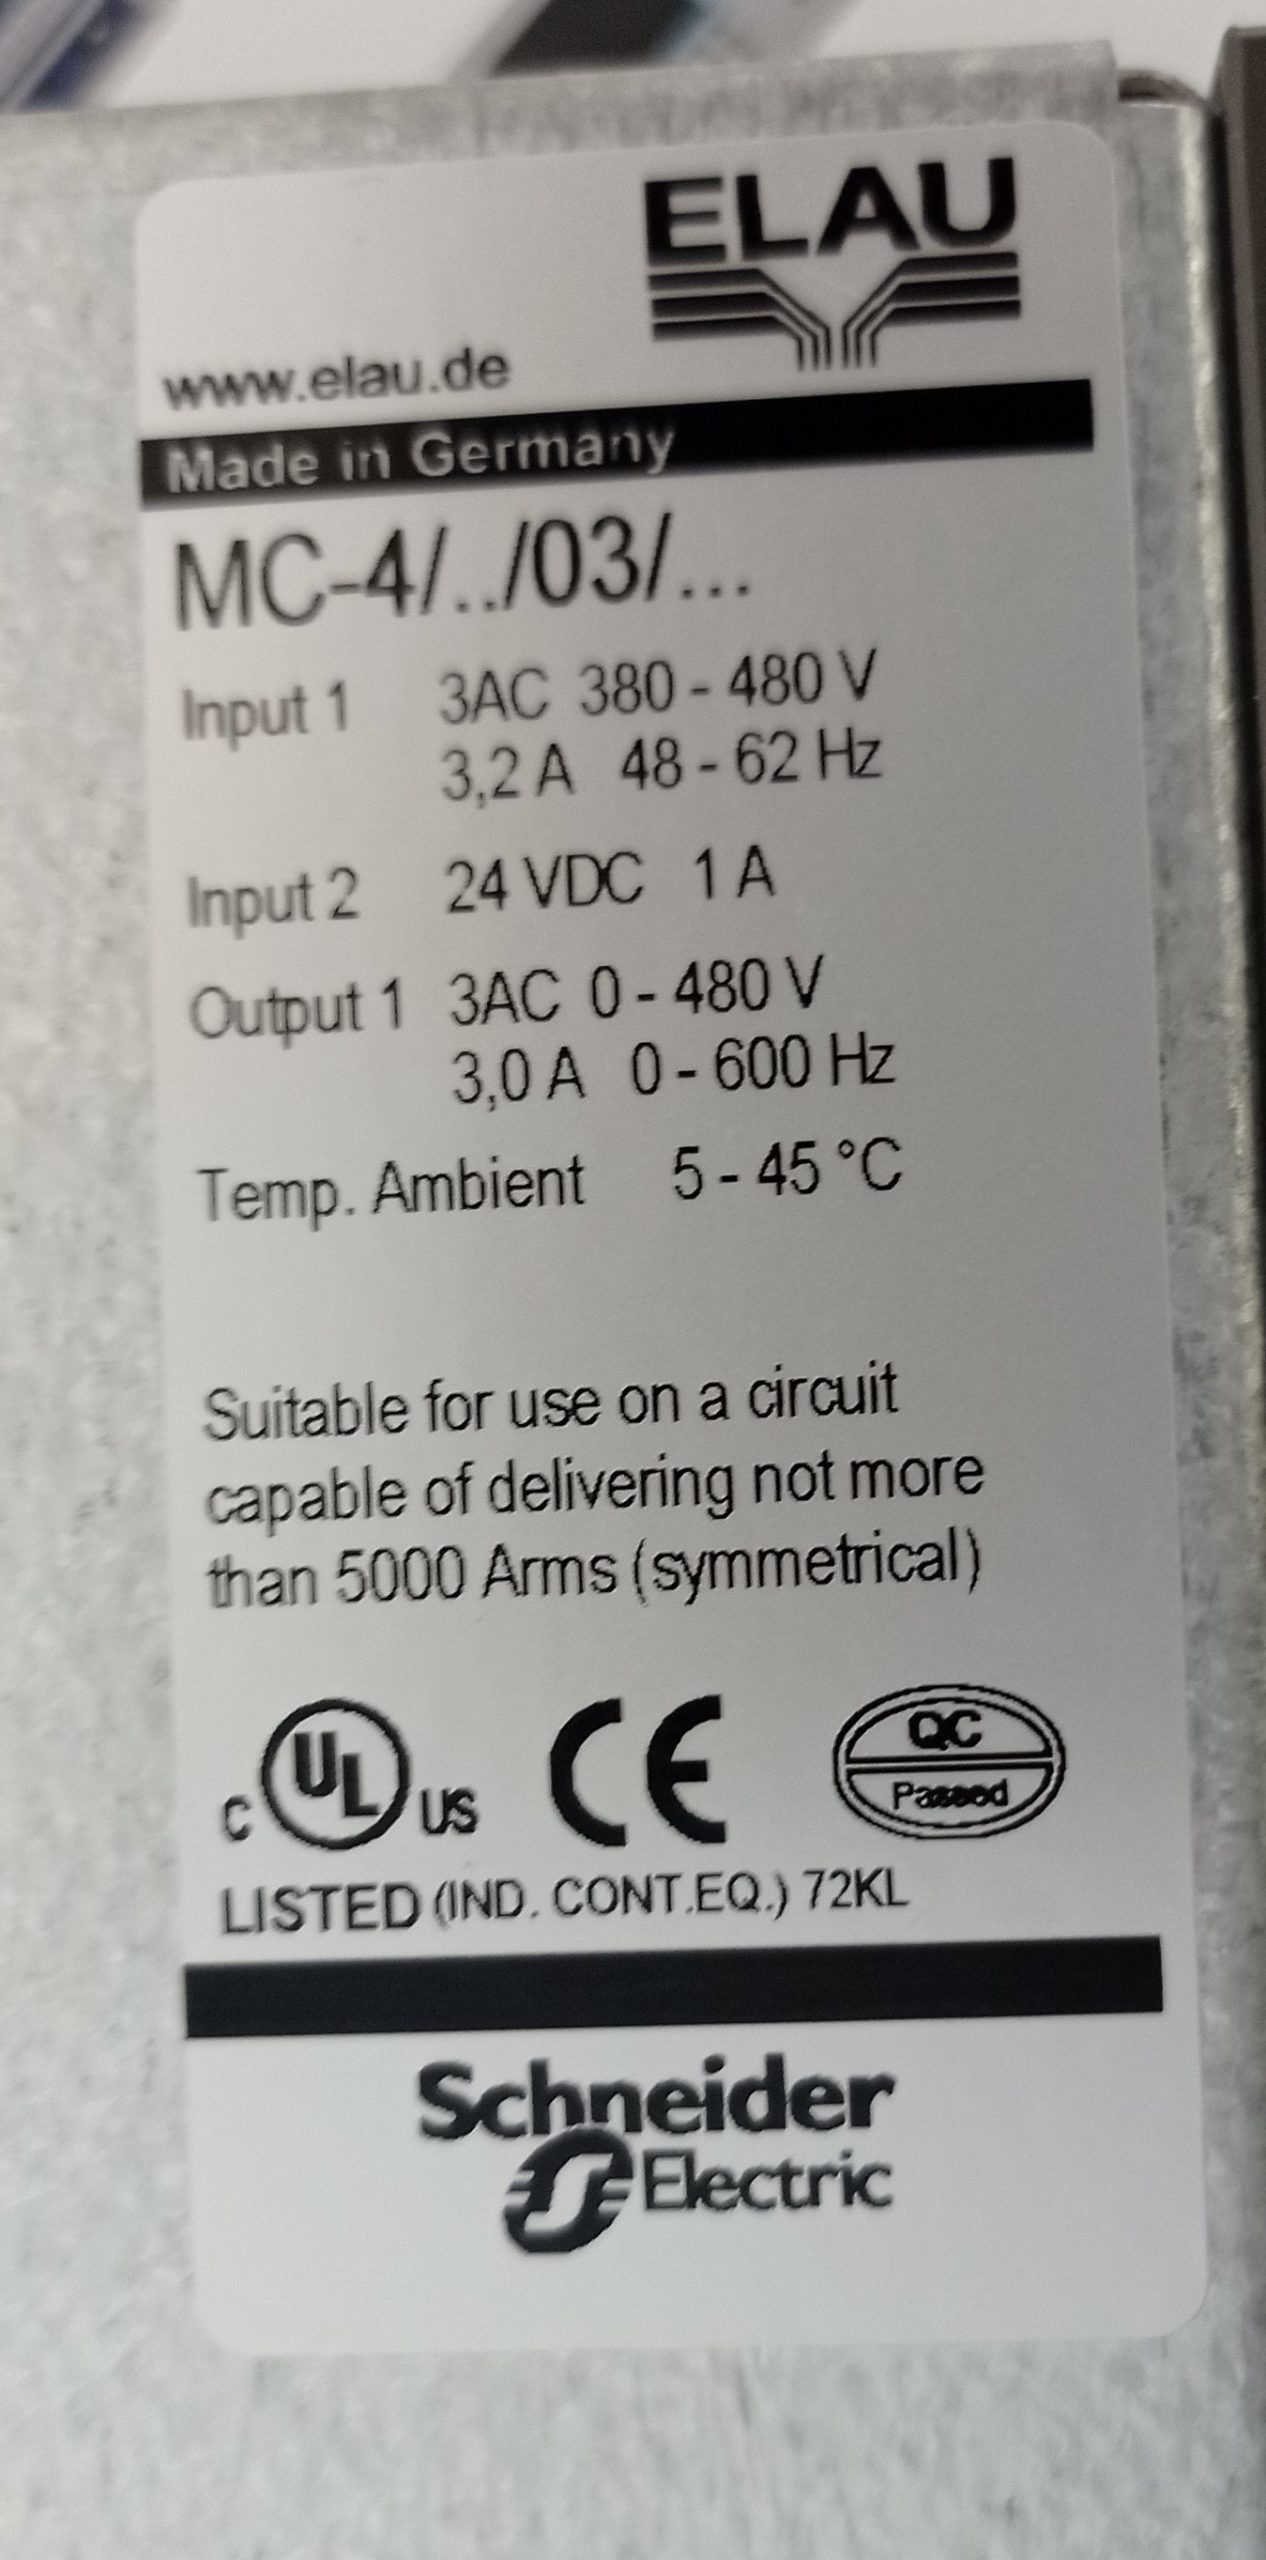 ELAU
www.elau.de
Made in Germany
MC-4/../03/...
Input 1 3AC 380 - 480 V
3,2 A 48 - 62 Hz
Input 2 24 VDC 1 A
Output 1 3AC 0 - 480 V
3,0 A 0 - 600 Hz
Temp. Ambient 5 - 45 °C
Suitable for use on a circuit
capable of delivering not more
than 5000 Arms (symmetrical)
C UL US CE QC
Passed
LISTED (IND. CONT.EQ.) 72KL
Schneider
Electric